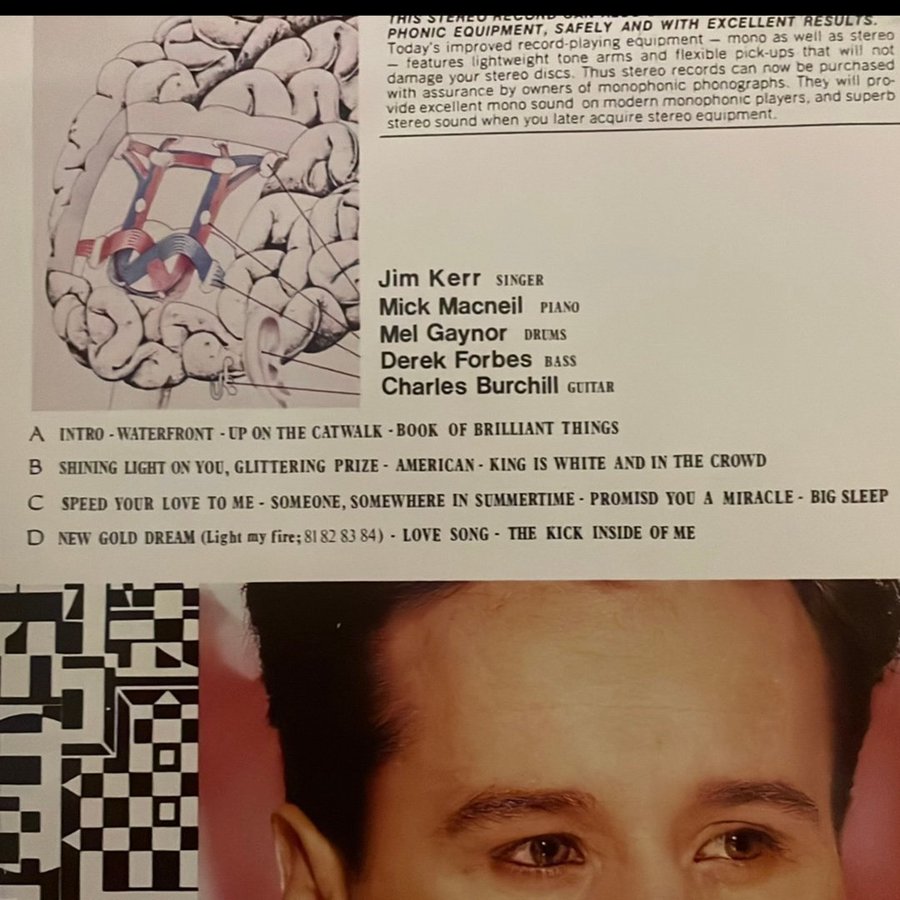 THIS STEREO RECORD CAN
PHONIC EQUIPMENT, SAFELY AND WITH EXCELLENT RESULTS.
Today's improved record-playing equipment — mono as well as stereo
— features lightweight tone arms and flexible pick-ups that will not
damage your stereo discs. Thus stereo records can now be purchased
with assurance by owners of monophonic phonographs. They will pro-
vide excellent mono sound on modern monophonic players, and superb
stereo sound when you later acquire stereo equipment.
Jim Kerr SINGER
Mick Macneil PIANO
Mel Gaynor DRUMS
Derek Forbes BASS
Charles Burchill GUITAR
A INTRO - WATERFRONT - UP ON THE CATWALK - BOOK OF BRILLIANT THINGS
B SHINING LIGHT ON YOU, GLITTERING PRIZE - AMERICAN - KING IS WHITE AND IN THE CROWD
C SPEED YOUR LOVE TO ME - SOMEONE, SOMEWHERE IN SUMMERTIME - PROMISD YOU A MIRACLE - BIG SLEEP
D NEW GOLD DREAM (Light my fire; 81 82 83 84) - LOVE SONG - THE KICK INSIDE OF ME